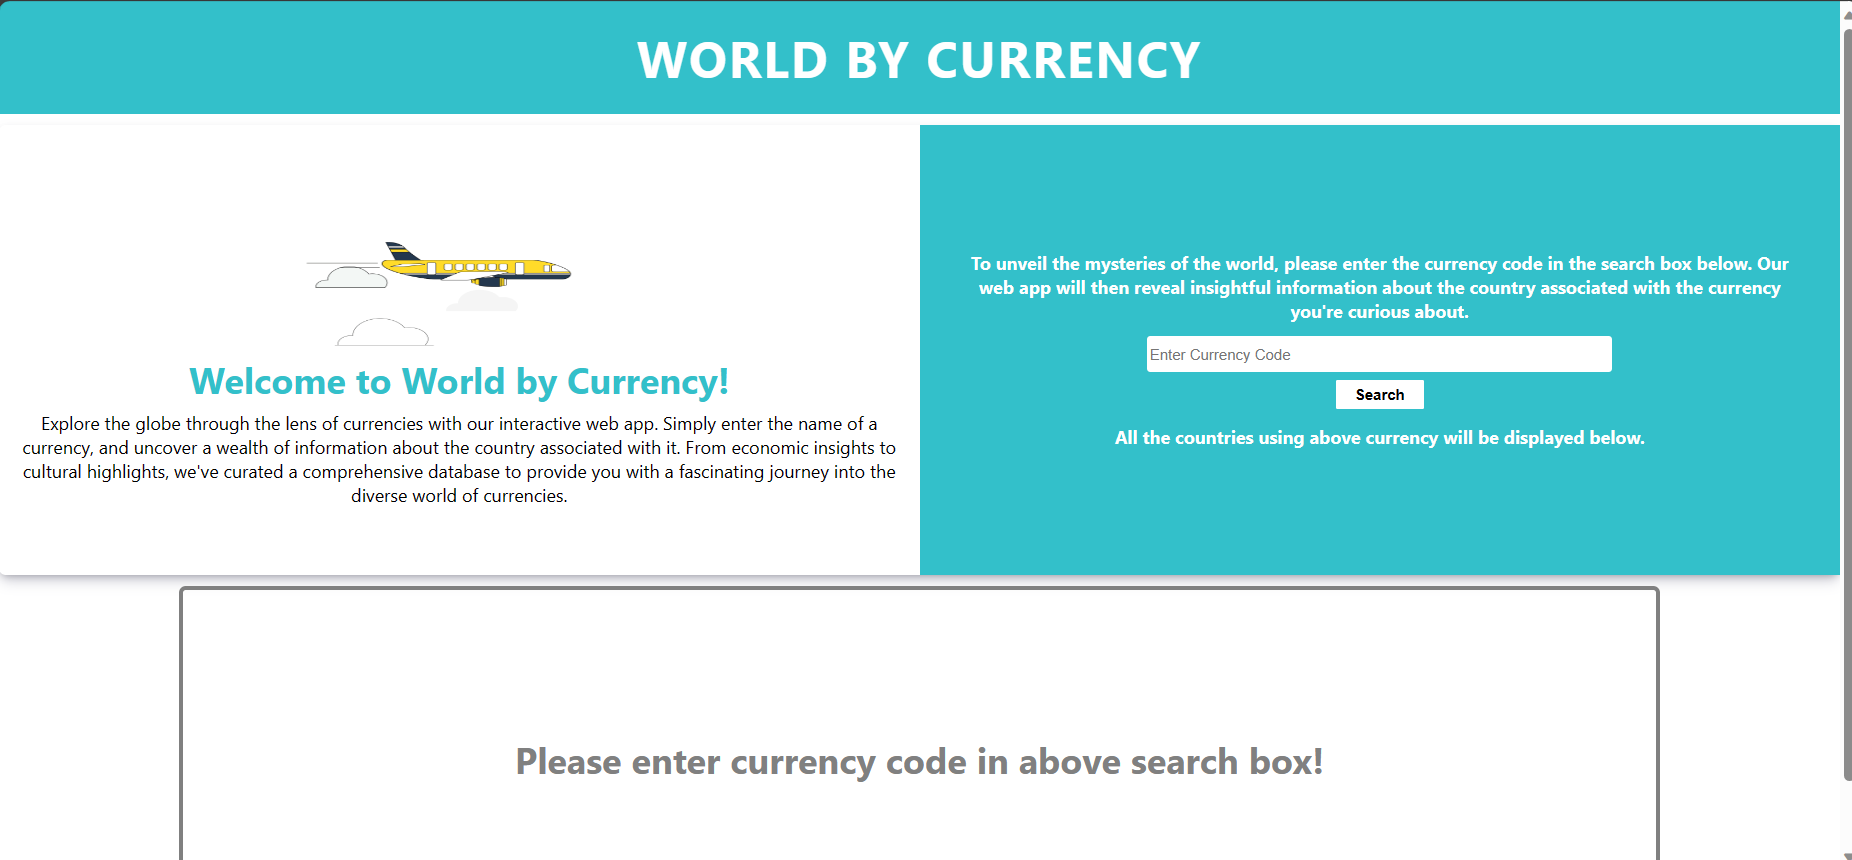 WORLD BY CURRENCY
Welcome to World by Currency!
Explore the globe through the lens of currencies with our interactive web app. Simply enter the name of a
currency, and uncover a wealth of information about the country associated with it. From economic insights to
cultural highlights, we've curated a comprehensive database to provide you with a fascinating journey into the
diverse world of currencies.
To unveil the mysteries of the world, please enter the currency code in the search box below. Our
web app will then reveal insightful information about the country associated with the currency
you're curious about.
Enter Currency Code
Search
All the countries using above currency will be displayed below.
Please enter currency code in above search box!